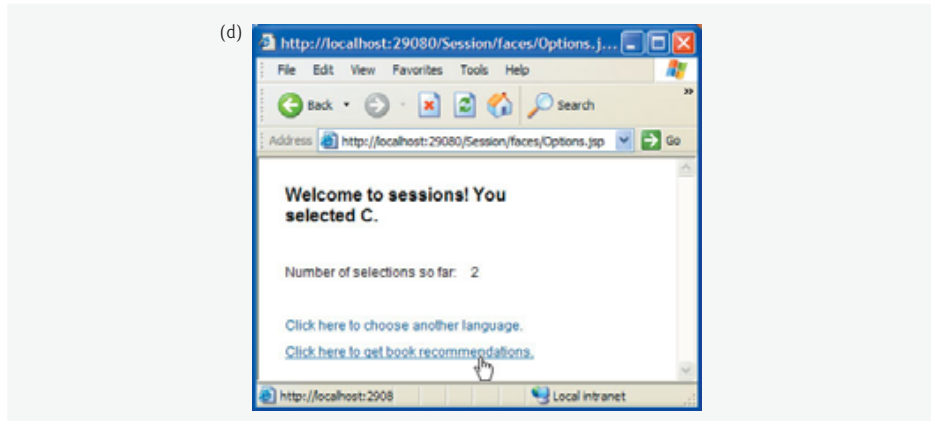 (d)
http://localhost:29080/Session/faces/Options.j...
File Edit View Favorites Tools Help
Back Search
Address http://localhost:29080/Session/faces/Options.jsp Go
Welcome to sessions! You
selected C.
Number of selections so far: 2
Click here to choose another language.
Click here to get book recommendations.
http://localhost:2908 Local intranet